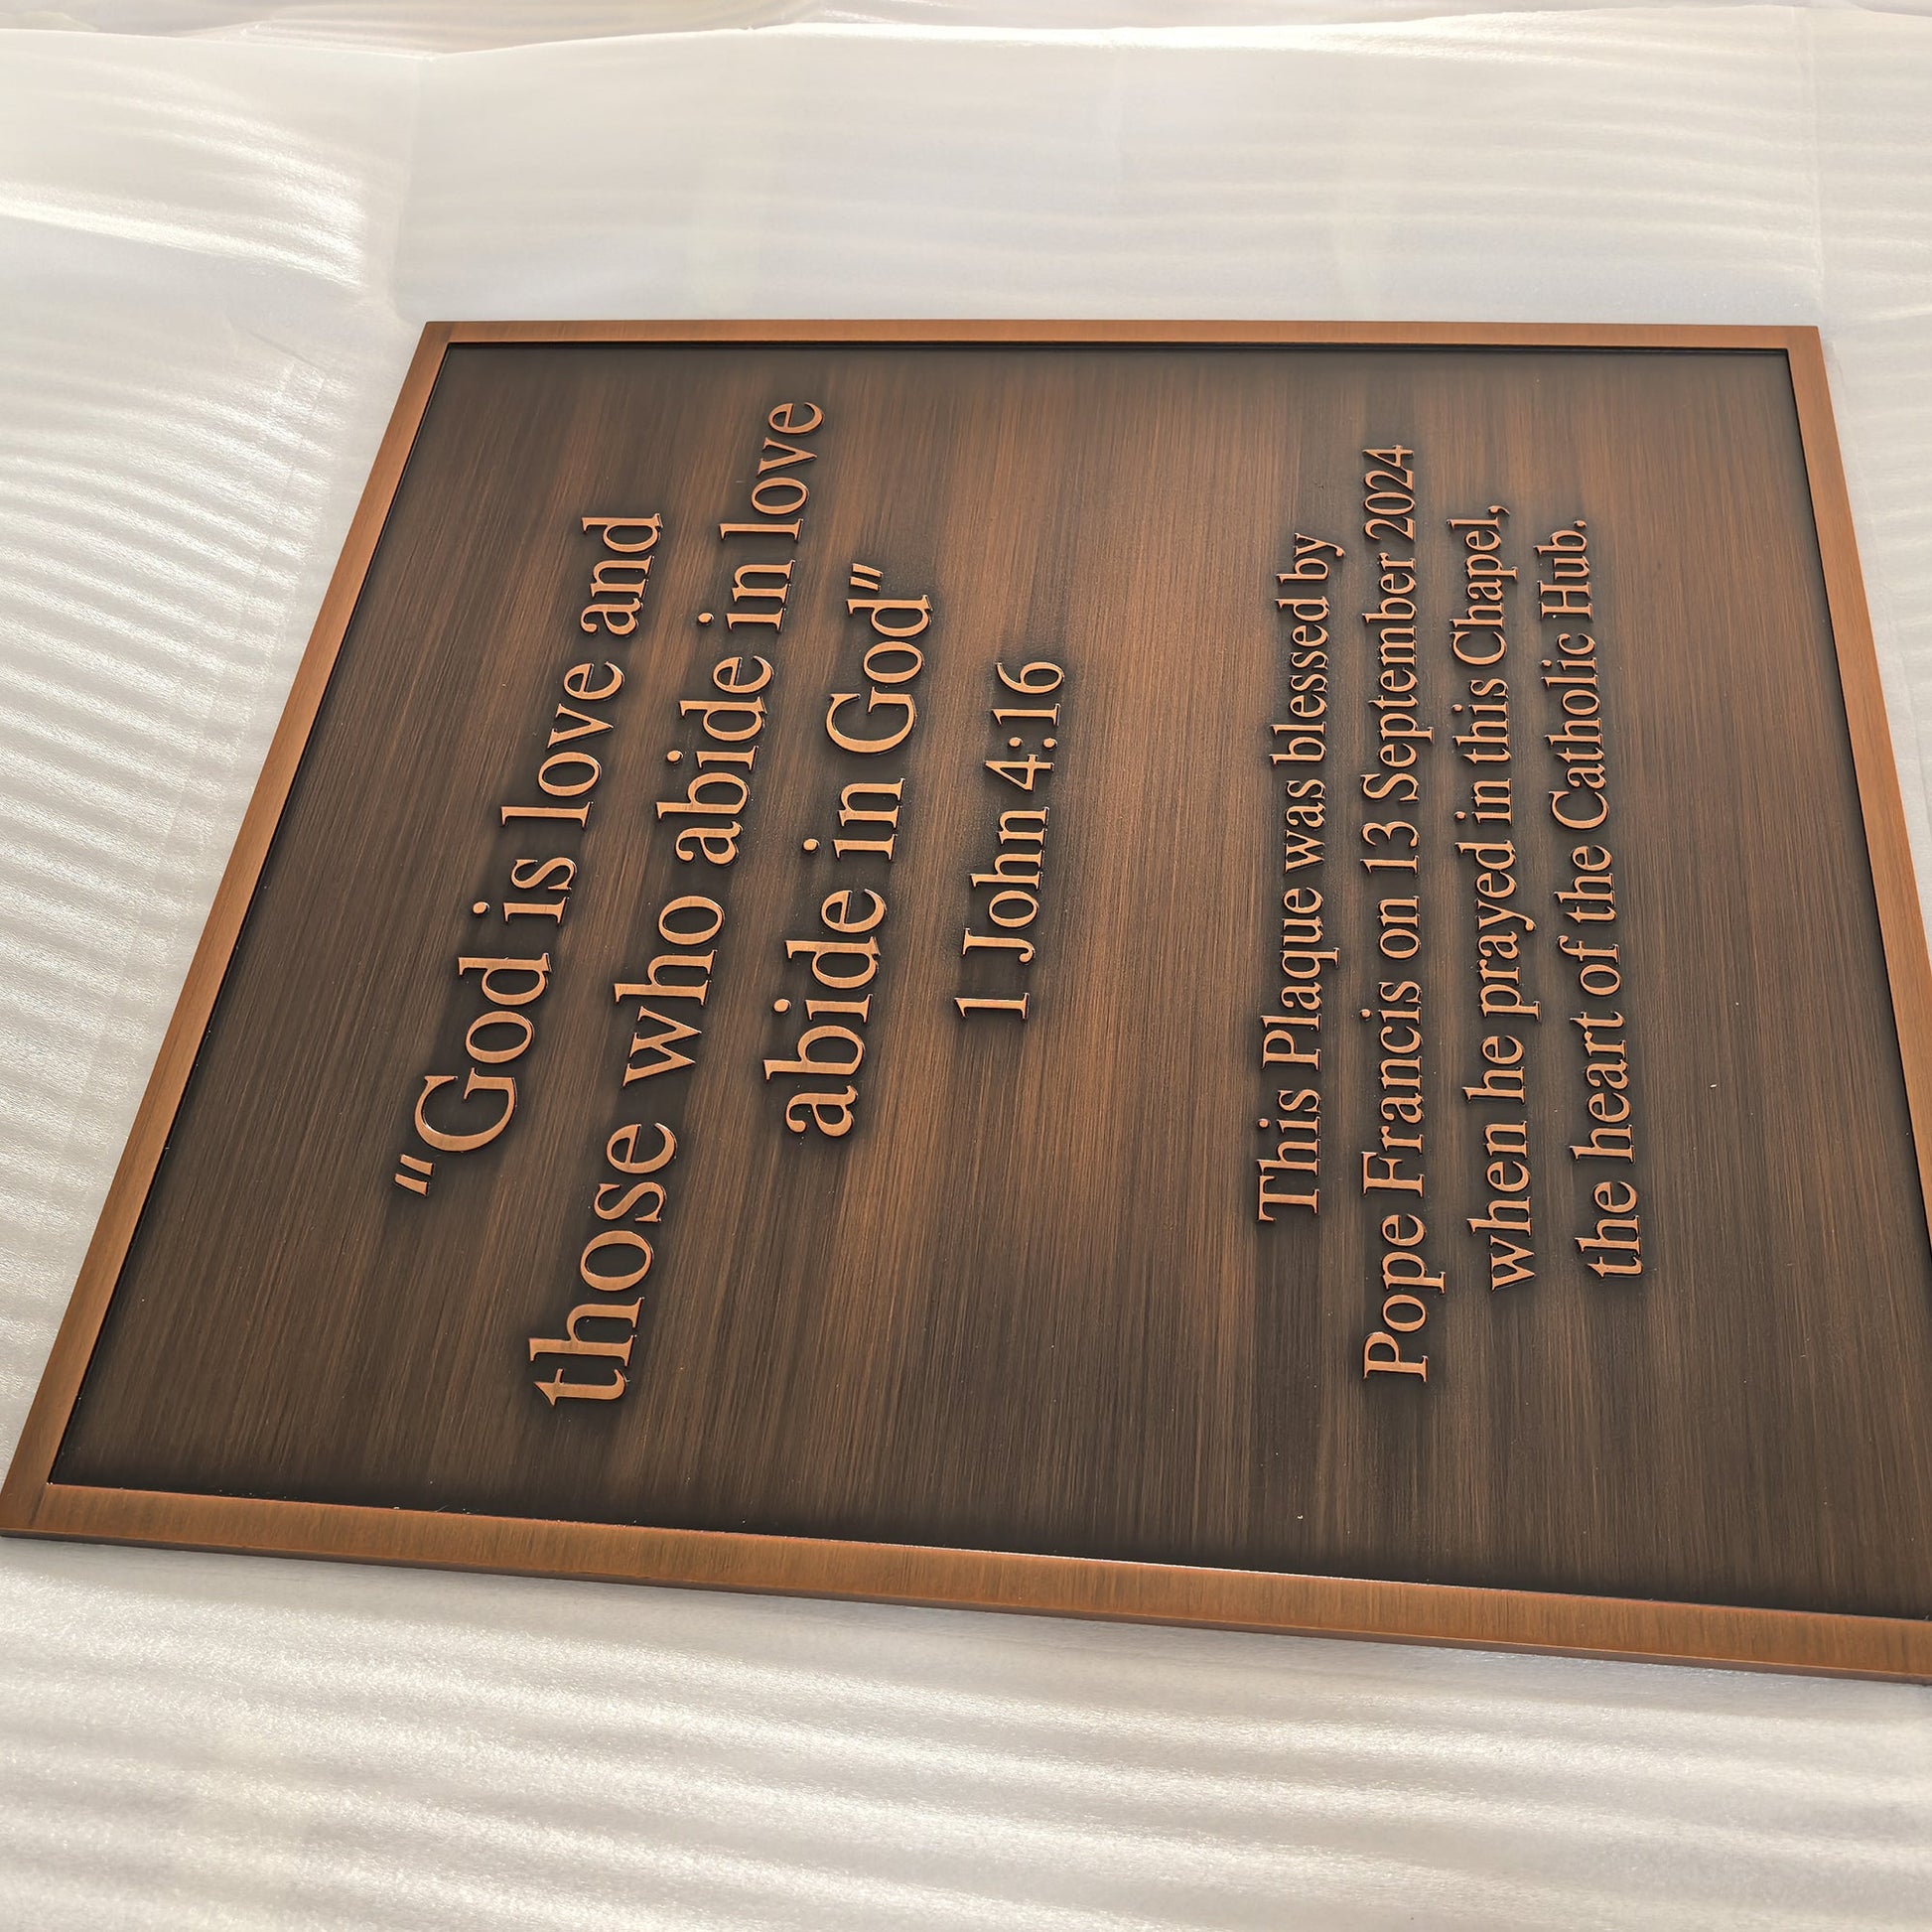 "God is love and
those who abide in love
abide in God"
1 John 4:16
This Plaque was blessed by
Pope Francis on 13 September 2024
when he prayed in this Chapel,
the heart of the Catholic Hub.